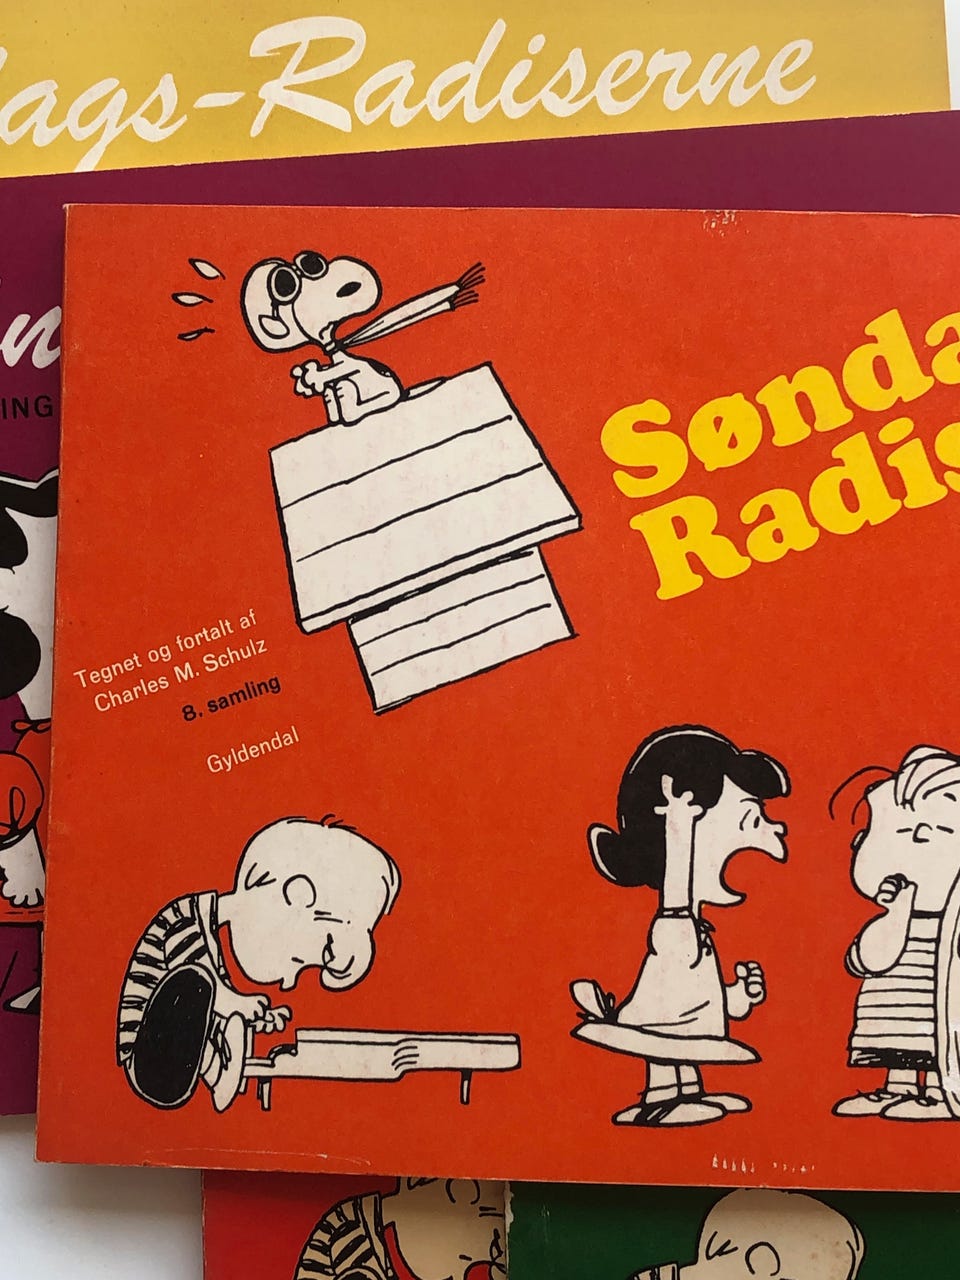 ags-Radiserne
n
ING
Sønda
Radis
Tegnet og fortalt af
Charles M. Schulz
8. samling
Gyldendal